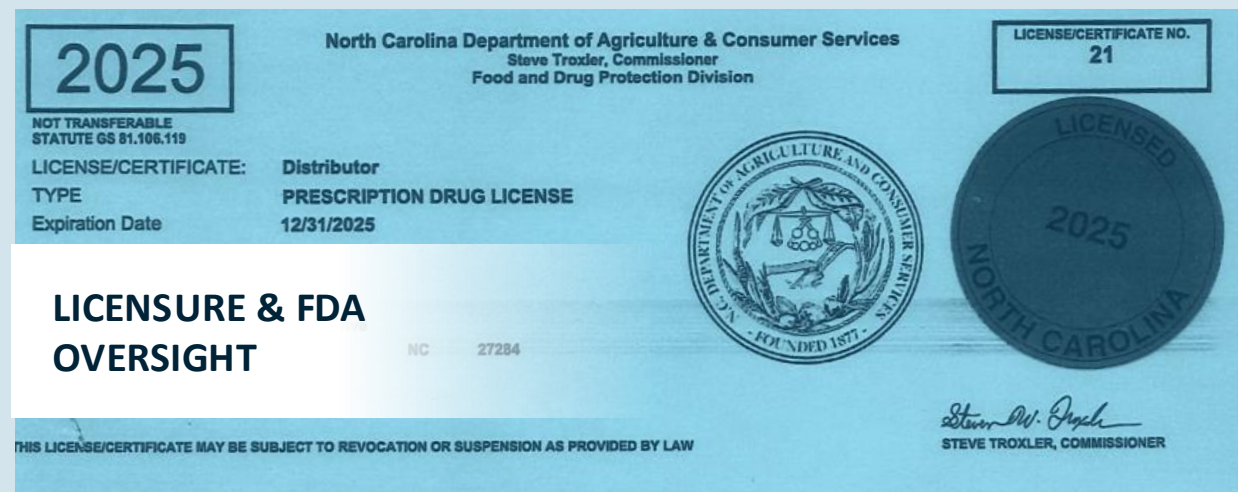 2025
North Carolina Department of Agriculture & Consumer Services
Steve Troxler, Commissioner
Food and Drug Protection Division
LICENSE/CERTIFICATE NO.
21
NOT TRANSFERABLE
STATUTE GS 81.106.119
LICENSE/CERTIFICATE: Distributor
TYPE PRESCRIPTION DRUG LICENSE
Expiration Date 12/31/2025
N.C. DEPARTMENT OF AGRICULTURE AND CONSUMER SERVICES
· FOUNDED 1877 ·
LICENSED
2025
NORTH CAROLINA
LICENSURE & FDA
OVERSIGHT
NC 27284
Steven W. Troxler
THIS LICENSE/CERTIFICATE MAY BE SUBJECT TO REVOCATION OR SUSPENSION AS PROVIDED BY LAW
STEVE TROXLER, COMMISSIONER